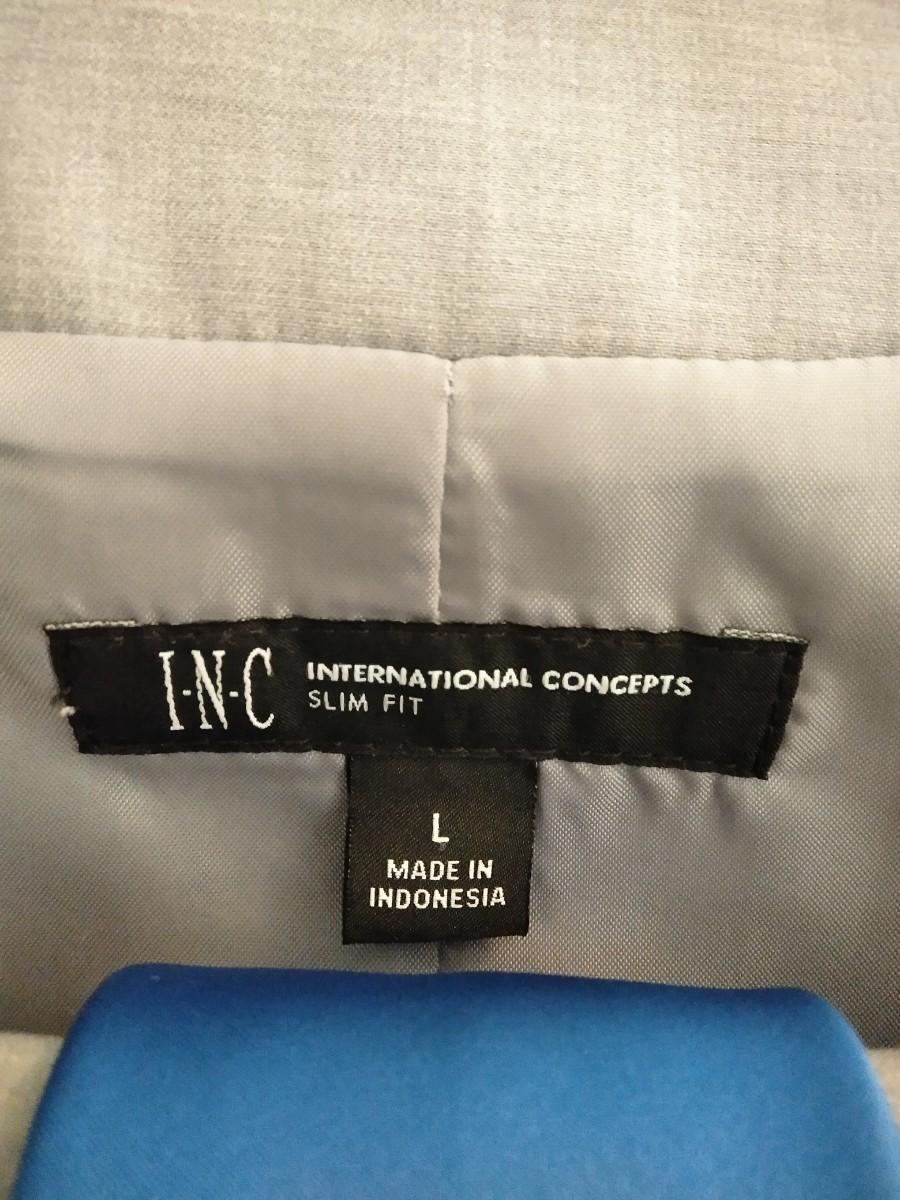 I·N·C INTERNATIONAL CONCEPTS
SLIM FIT
L
MADE IN
INDONESIA